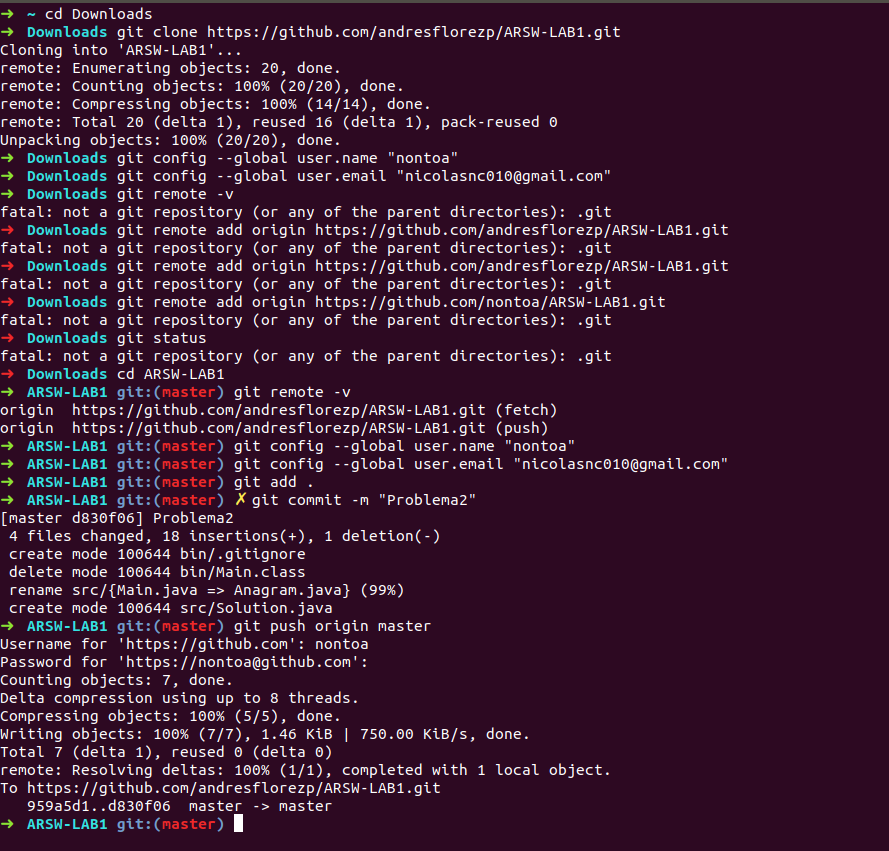 ➜ ~ cd Downloads
➜ Downloads git clone https://github.com/andresflorezp/ARSW-LAB1.git
Cloning into 'ARSW-LAB1'...
remote: Enumerating objects: 20, done.
remote: Counting objects: 100% (20/20), done.
remote: Compressing objects: 100% (14/14), done.
remote: Total 20 (delta 1), reused 16 (delta 1), pack-reused 0
Unpacking objects: 100% (20/20), done.
➜ Downloads git config --global user.name "nontoa"
➜ Downloads git config --global user.email "nicolasnc010@gmail.com"
➜ Downloads git remote -v
fatal: not a git repository (or any of the parent directories): .git
➜ Downloads git remote add origin https://github.com/andresflorezp/ARSW-LAB1.git
fatal: not a git repository (or any of the parent directories): .git
➜ Downloads git remote add origin https://github.com/andresflorezp/ARSW-LAB1.git
fatal: not a git repository (or any of the parent directories): .git
➜ Downloads git remote add origin https://github.com/nontoa/ARSW-LAB1.git
fatal: not a git repository (or any of the parent directories): .git
➜ Downloads git status
fatal: not a git repository (or any of the parent directories): .git
➜ Downloads cd ARSW-LAB1
➜ ARSW-LAB1 git:(master) git remote -v
origin  https://github.com/andresflorezp/ARSW-LAB1.git (fetch)
origin  https://github.com/andresflorezp/ARSW-LAB1.git (push)
➜ ARSW-LAB1 git:(master) git config --global user.name "nontoa"
➜ ARSW-LAB1 git:(master) git config --global user.email "nicolasnc010@gmail.com"
➜ ARSW-LAB1 git:(master) git add .
➜ ARSW-LAB1 git:(master) ✗ git commit -m "Problema2"
[master d830f06] Problema2
 4 files changed, 18 insertions(+), 1 deletion(-)
 create mode 100644 bin/.gitignore
 delete mode 100644 bin/Main.class
 rename src/{Main.java => Anagram.java} (99%)
 create mode 100644 src/Solution.java
➜ ARSW-LAB1 git:(master) git push origin master
Username for 'https://github.com': nontoa
Password for 'https://nontoa@github.com':
Counting objects: 7, done.
Delta compression using up to 8 threads.
Compressing objects: 100% (5/5), done.
Writing objects: 100% (7/7), 1.46 KiB | 750.00 KiB/s, done.
Total 7 (delta 1), reused 0 (delta 0)
remote: Resolving deltas: 100% (1/1), completed with 1 local object.
To https://github.com/andresflorezp/ARSW-LAB1.git
   959a5d1..d830f06  master -> master
➜ ARSW-LAB1 git:(master)